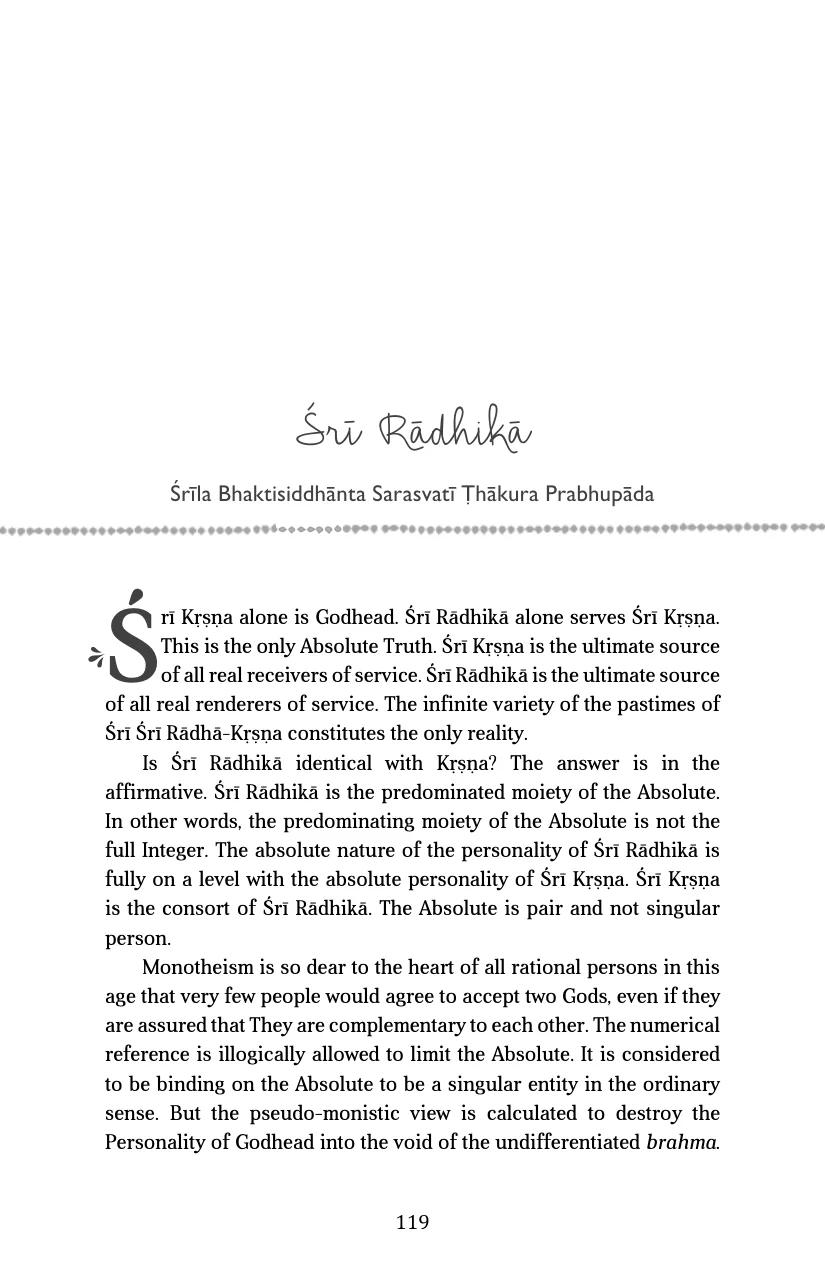 Śrī Rādhikā
Śrīla Bhaktisiddhānta Sarasvatī Ṭhākura Prabhupāda
Śrī Kṛṣṇa alone is Godhead. Śrī Rādhikā alone serves Śrī Kṛṣṇa.
This is the only Absolute Truth. Śrī Kṛṣṇa is the ultimate source
of all real receivers of service. Śrī Rādhikā is the ultimate source
of all real renderers of service. The infinite variety of the pastimes of
Śrī Śrī Rādhā-Kṛṣṇa constitutes the only reality.
Is Śrī Rādhikā identical with Kṛṣṇa? The answer is in the
affirmative. Śrī Rādhikā is the predominated moiety of the Absolute.
In other words, the predominating moiety of the Absolute is not the
full Integer. The absolute nature of the personality of Śrī Rādhikā is
fully on a level with the absolute personality of Śrī Kṛṣṇa. Śrī Kṛṣṇa
is the consort of Śrī Rādhikā. The Absolute is pair and not singular
person.
Monotheism is so dear to the heart of all rational persons in this
age that very few people would agree to accept two Gods, even if they
are assured that They are complementary to each other. The numerical
reference is illogically allowed to limit the Absolute. It is considered
to be binding on the Absolute to be a singular entity in the ordinary
sense. But the pseudo-monistic view is calculated to destroy the
Personality of Godhead into the void of the undifferentiated brahma.
119